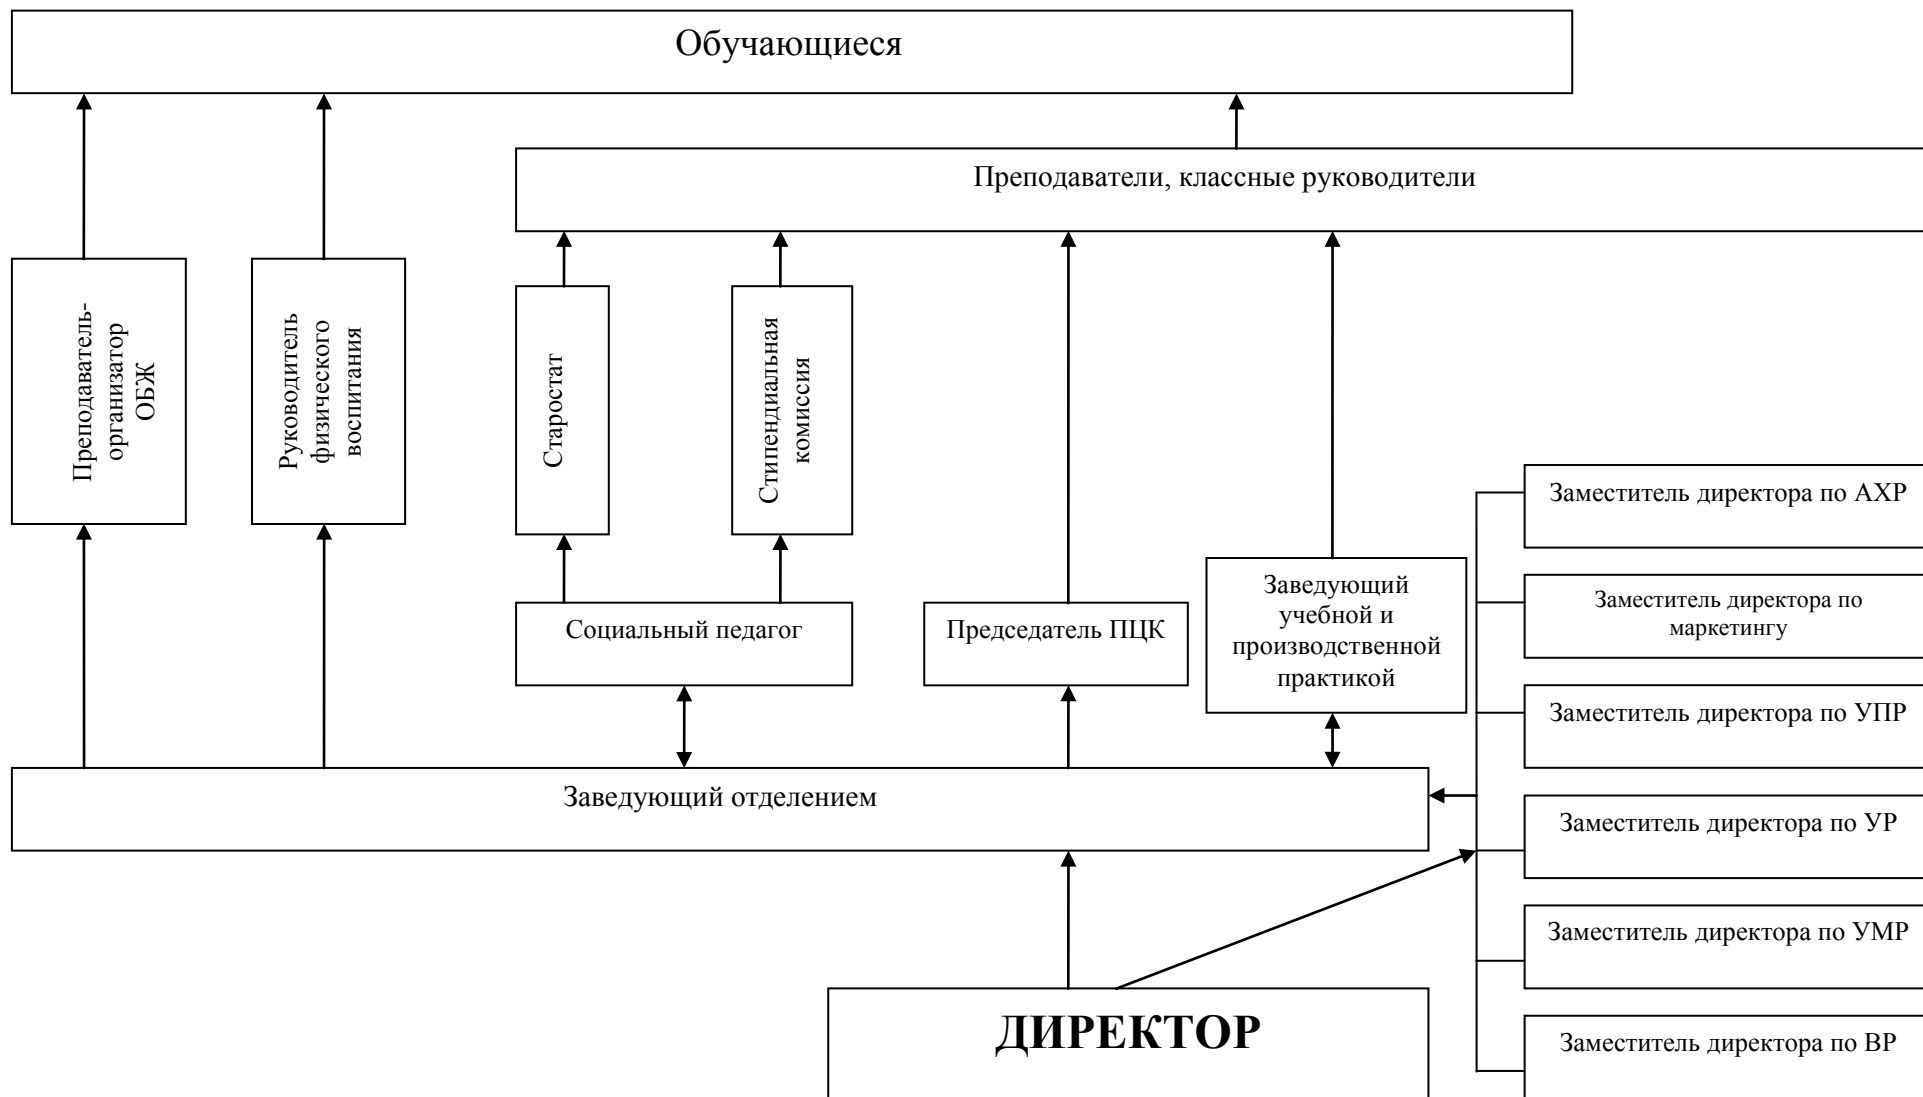 Обучающиеся
Преподаватели, классные руководители
Преподаватель-
организатор
ОБЖ
Руководитель
физического
воспитания
Старостат
Стипендиальная
комиссия
Заместитель директора по АХР
Заведующий
учебной и
производственной
практикой
Заместитель директора по
маркетингу
Социальный педагог
Председатель ПЦК
Заместитель директора по УПР
Заведующий отделением
Заместитель директора по УР
Заместитель директора по УМР
ДИРЕКТОР
Заместитель директора по ВР